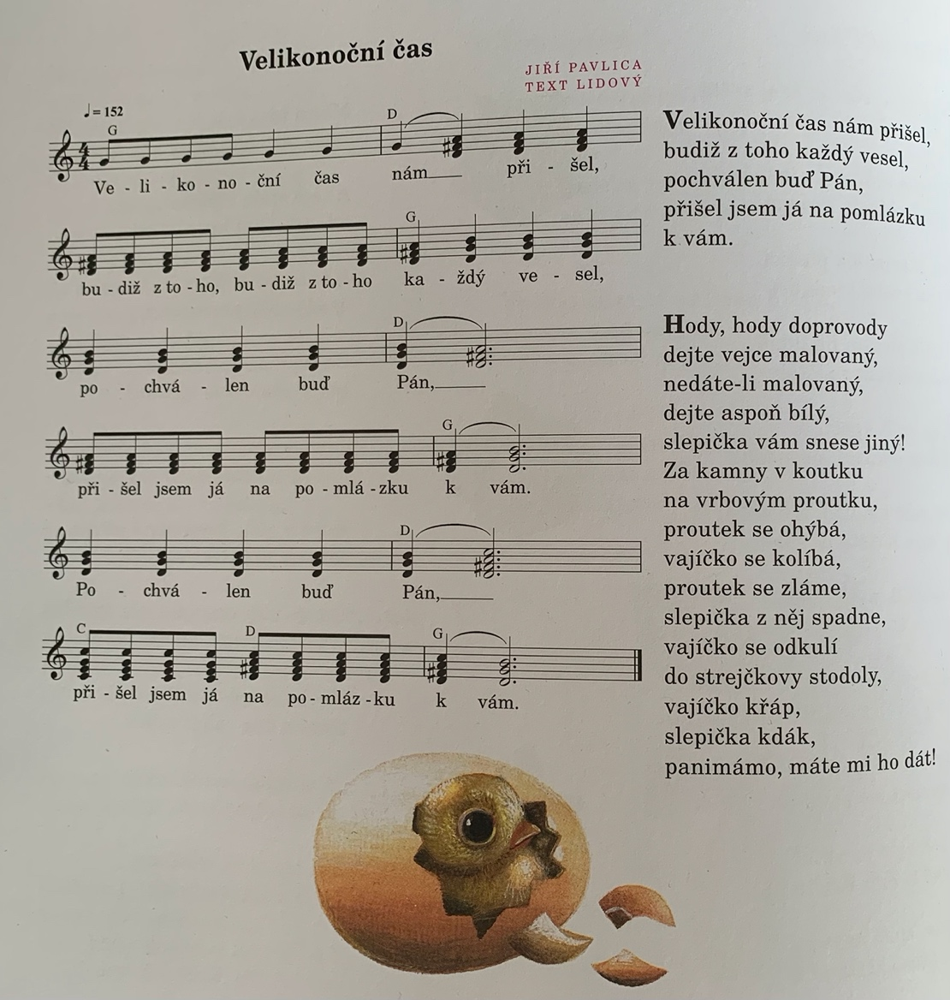 Velikonoční čas
JIŘÍ PAVLICA
TEXT LIDOVÝ
♩= 152
G D
4
4
Ve - li - ko - no - ční čas nám při - šel,
G
bu - diž z to - ho, bu - diž z to - ho ka - ždý ve - sel,
D
po - chvá - len buď Pán,
G
při - šel jsem já na po - mlá - zku k vám.
D
Po - chvá - len buď Pán,
C D G
při - šel jsem já na po - mláz - ku k vám.
Velikonoční čas nám přišel,
budiž z toho každý vesel,
pochválen buď Pán,
přišel jsem já na pomlázku
k vám.
Hody, hody doprovody
dejte vejce malovaný,
nedáte-li malovaný,
dejte aspoň bílý,
slepička vám snese jiný!
Za kamny v koutku
na vrbovým proutku,
proutek se ohýbá,
vajíčko se kolíbá,
proutek se zláme,
slepička z něj spadne,
vajíčko se odkulí
do strejčkovy stodoly,
vajíčko křáp,
slepička kdák,
panimámo, máte mi ho dát!